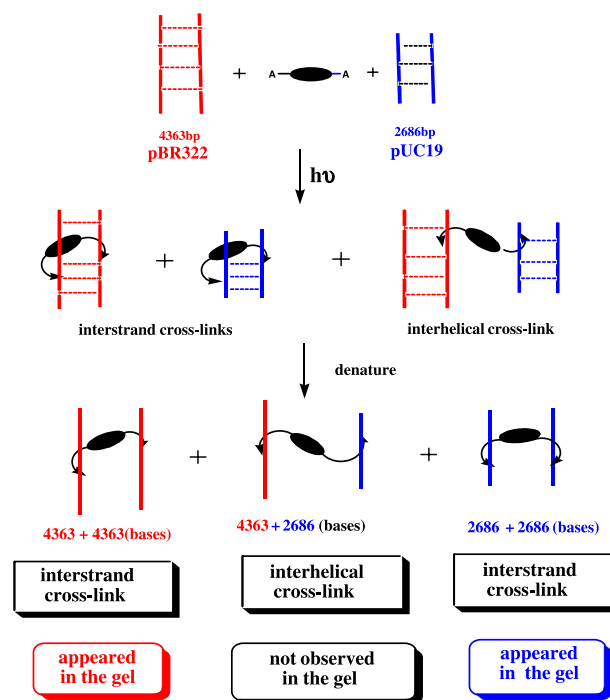 + A A +
4363bp
pBR322
2686bp
pUC19
hυ
+ +
interstrand cross-links
interhelical cross-link
denature
+ +
4363 + 4363(bases)
4363 + 2686 (bases)
2686 + 2686 (bases)
interstrand
cross-link
interhelical
cross-link
interstrand
cross-link
appeared
in the gel
not observed
in the gel
appeared
in the gel